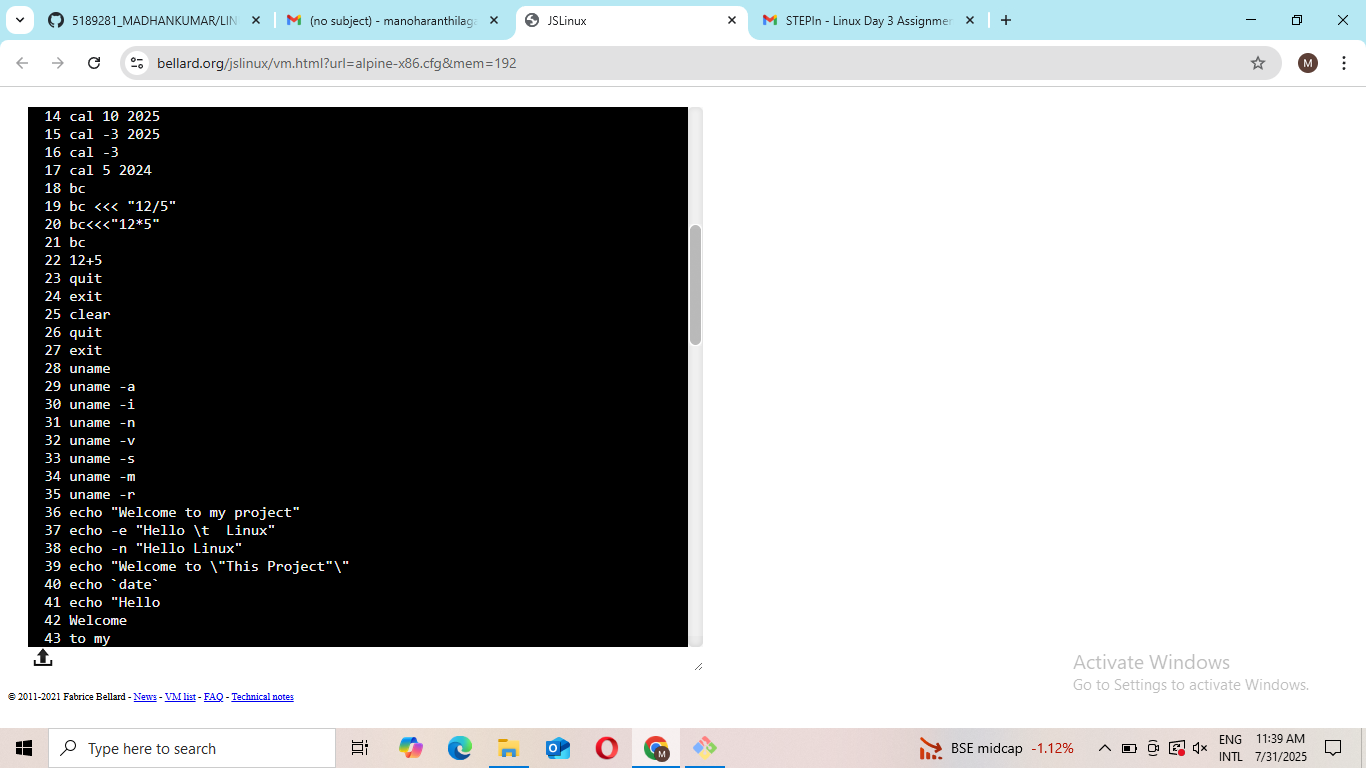 5189281_MADHANKUMAR/LIN
(no subject) - manoharanthilaga
JSLinux
STEPIn - Linux Day 3 Assignmen
bellard.org/jslinux/vm.html?url=alpine-x86.cfg&mem=192
M
14 cal 10 2025
15 cal -3 2025
16 cal -3
17 cal 5 2024
18 bc
19 bc <<< "12/5"
20 bc<<<"12*5"
21 bc
22 12+5
23 quit
24 exit
25 clear
26 quit
27 exit
28 uname
29 uname -a
30 uname -i
31 uname -n
32 uname -v
33 uname -s
34 uname -m
35 uname -r
36 echo "Welcome to my project"
37 echo -e "Hello \t  Linux"
38 echo -n "Hello Linux"
39 echo "Welcome to \"This Project"\"
40 echo `date`
41 echo "Hello
42 Welcome
43 to my
Activate Windows
Go to Settings to activate Windows.
© 2011-2021 Fabrice Bellard - News - VM list - FAQ - Technical notes
Type here to search
M
BSE midcap -1.12%
ENG
INTL
11:39 AM
7/31/2025